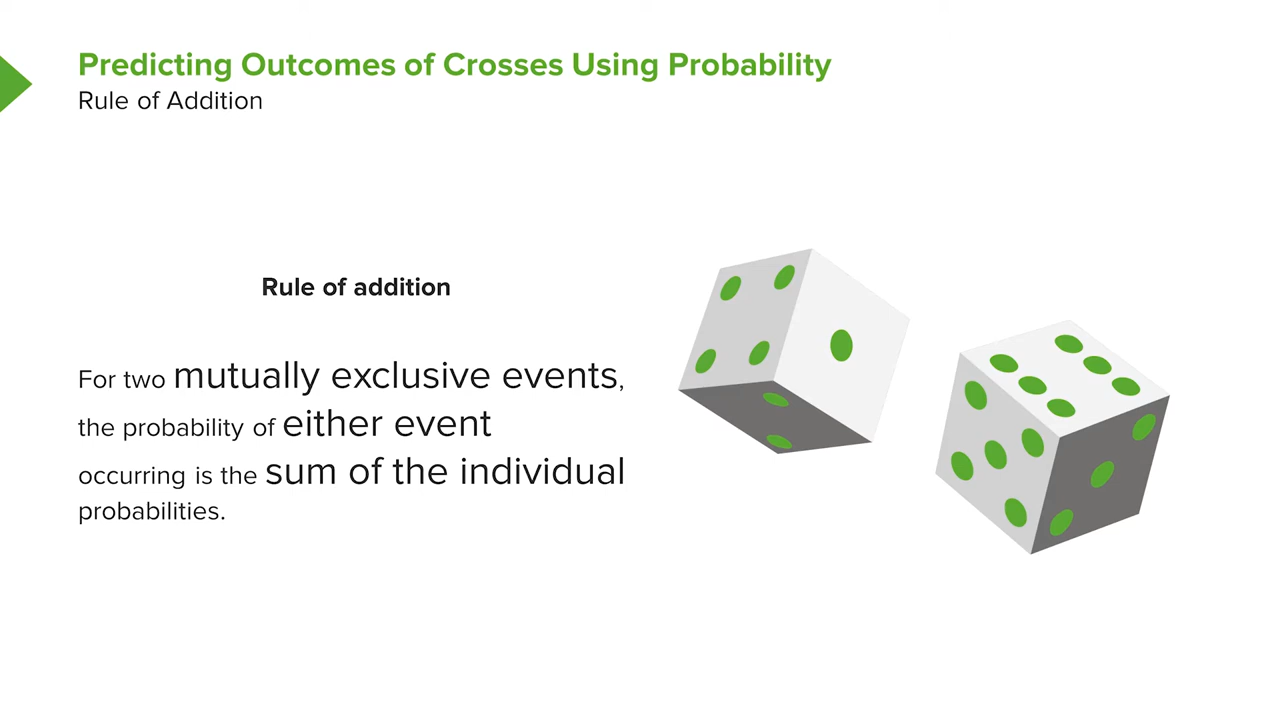 Predicting Outcomes of Crosses Using Probability
Rule of Addition
Rule of addition
For two mutually exclusive events,
the probability of either event
occurring is the sum of the individual
probabilities.